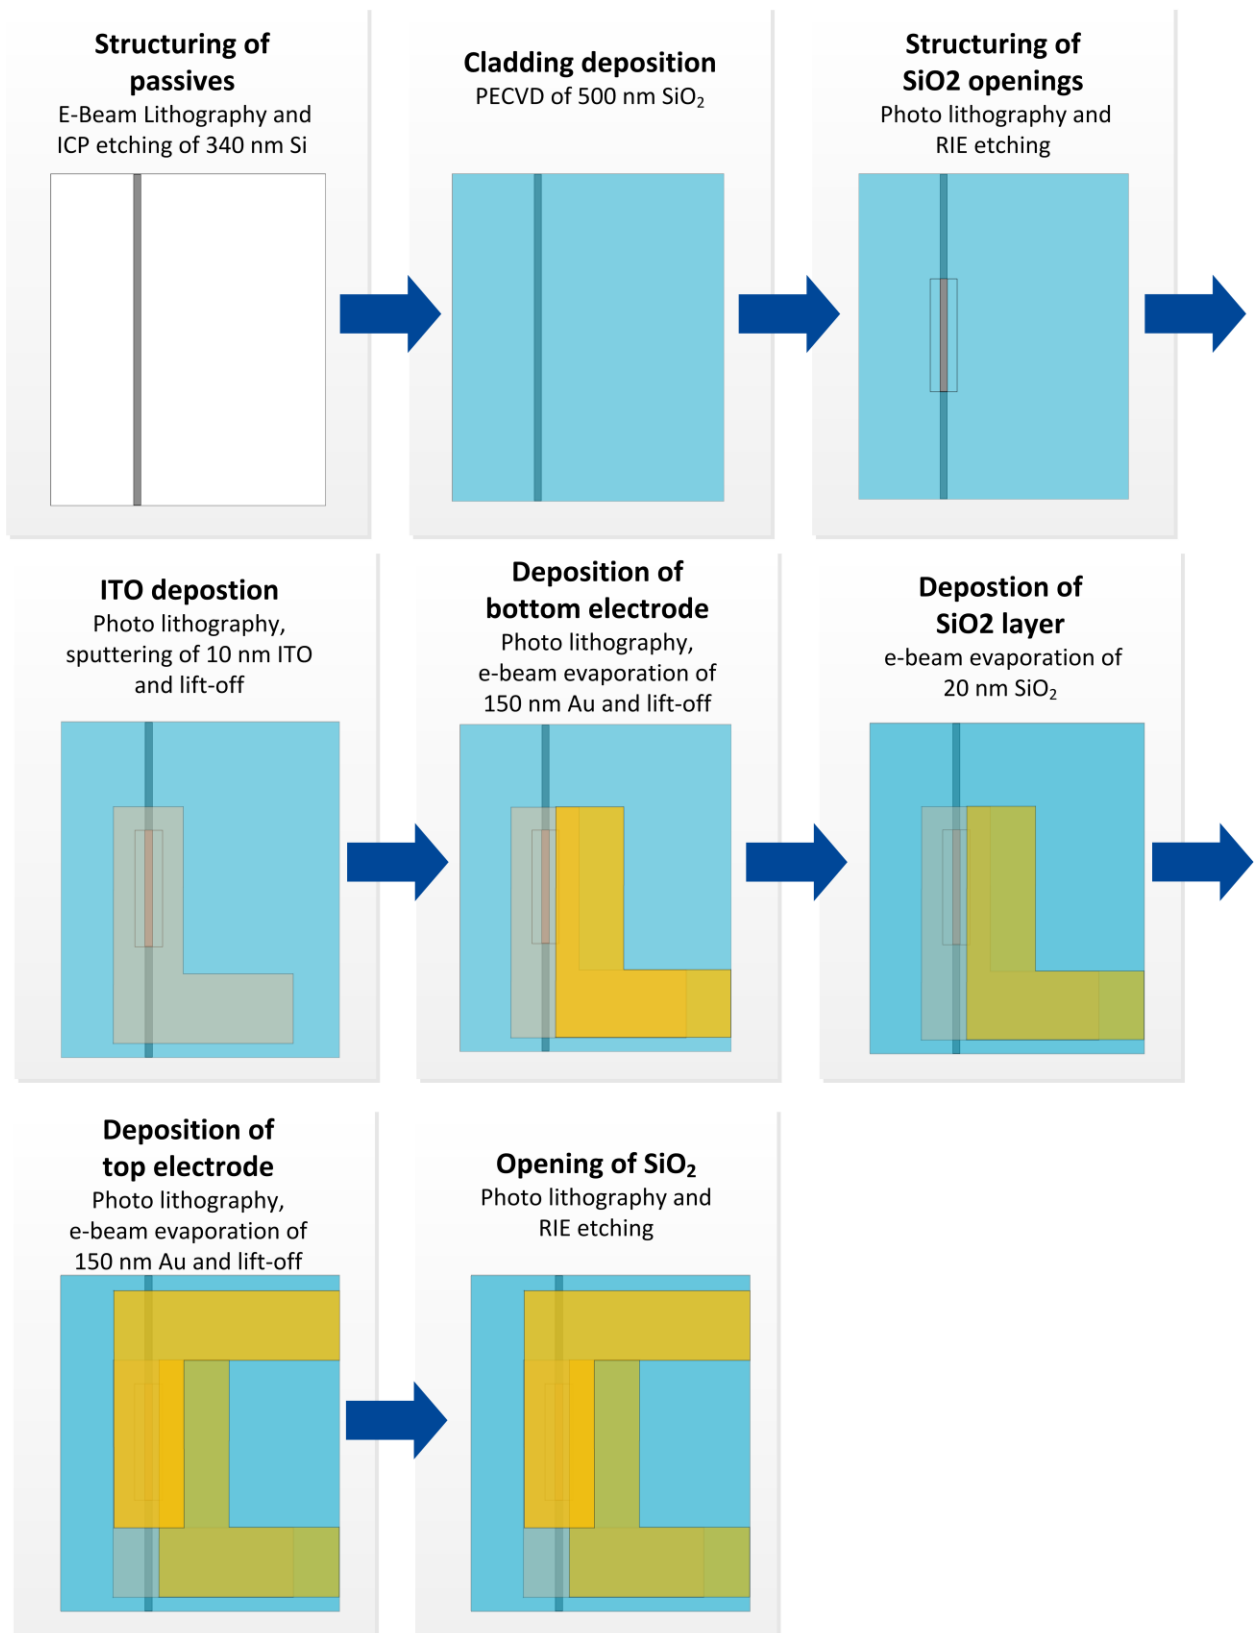 Structuring of
passives
E-Beam Lithography and
ICP etching of 340 nm Si
Cladding deposition
PECVD of 500 nm SiO₂
Structuring of
SiO2 openings
Photo lithography and
RIE etching
ITO depostion
Photo lithography,
sputtering of 10 nm ITO
and lift-off
Deposition of
bottom electrode
Photo lithography,
e-beam evaporation of
150 nm Au and lift-off
Depostion of
SiO2 layer
e-beam evaporation of
20 nm SiO₂
Deposition of
top electrode
Photo lithography,
e-beam evaporation of
150 nm Au and lift-off
Opening of SiO₂
Photo lithography and
RIE etching